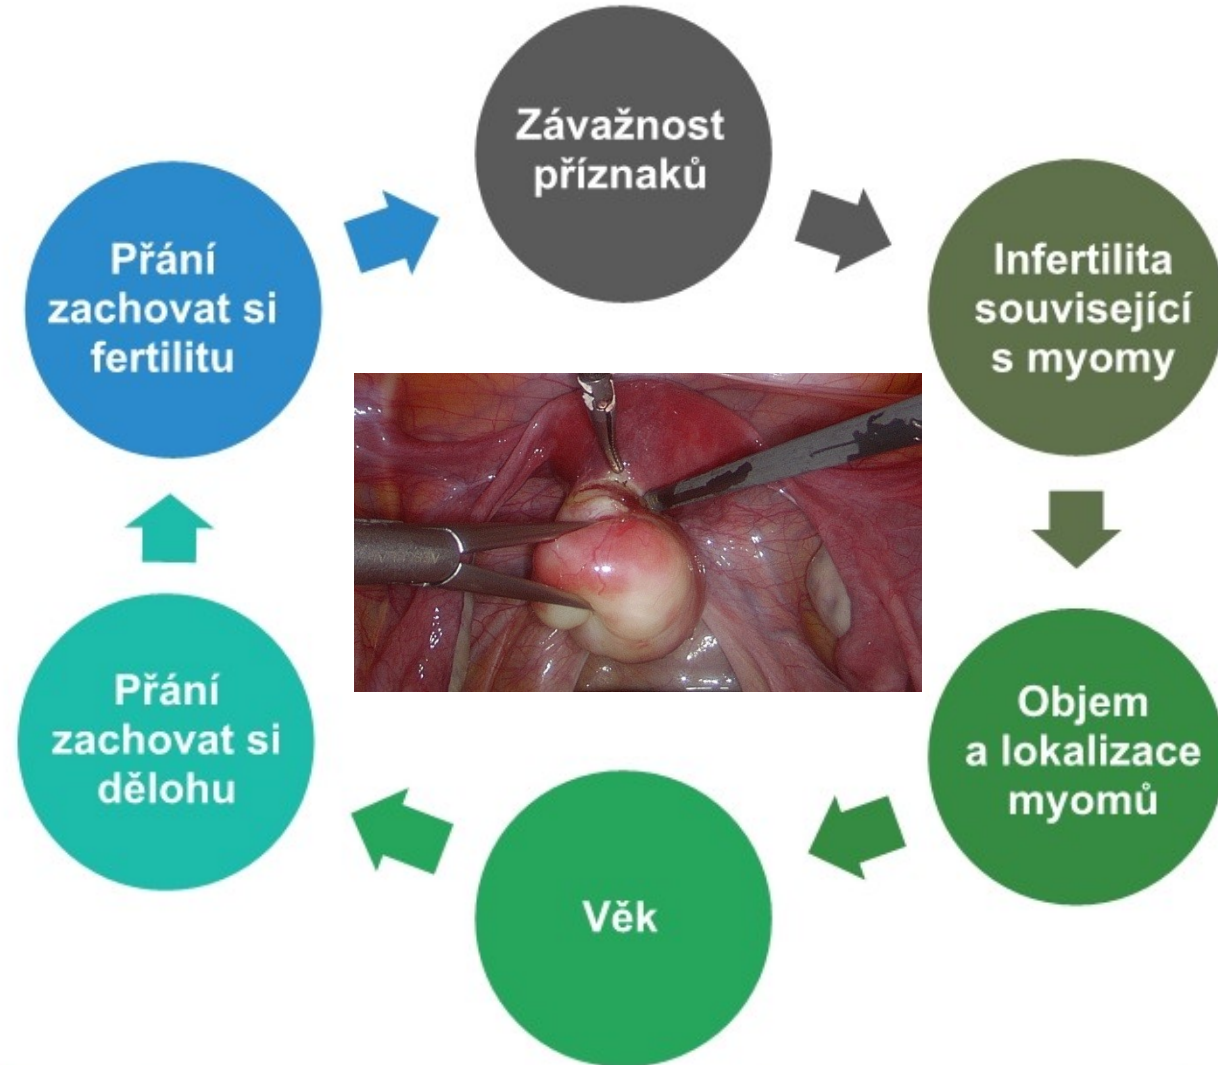 Závažnost
příznaků
Infertilita
související
s myomy
Objem
a lokalizace
myomů
Věk
Přání
zachovat si
dělohu
Přání
zachovat si
fertilitu